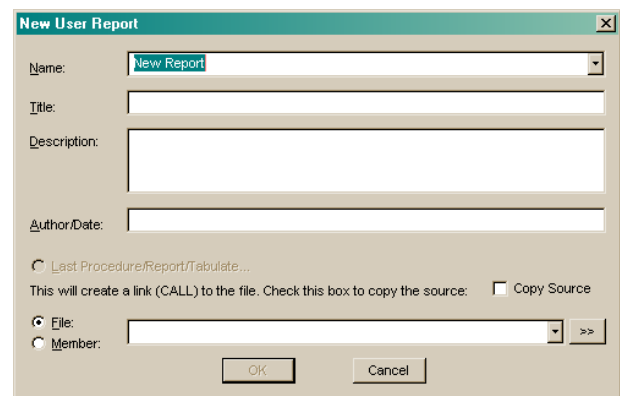 New User Report
Name: New Report
Title:
Description:
Author/Date:
Last Procedure/Report/Tabulate...
This will create a link (CALL) to the file. Check this box to copy the source: Copy Source
File: >>
Member:
OK Cancel